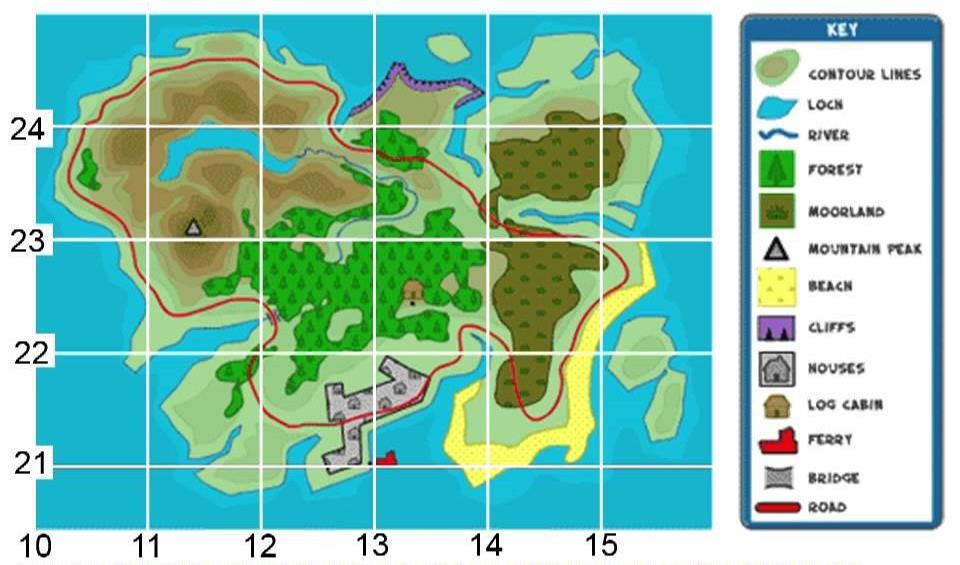 KEY
CONTOUR LINES
LOCH
RIVER
FOREST
MOORLAND
MOUNTAIN PEAK
BEACH
CLIFFS
HOUSES
LOG CABIN
FERRY
BRIDGE
ROAD
24
23
22
21
10 11 12 13 14 15